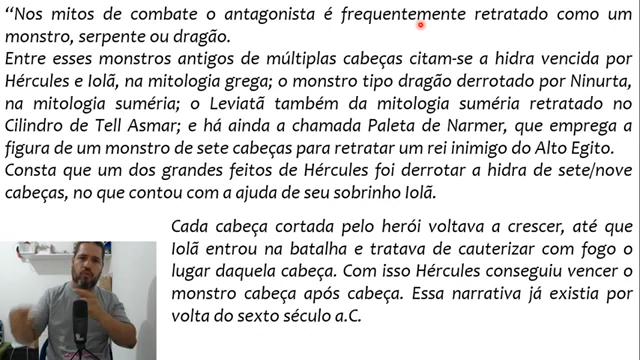 “Nos mitos de combate o antagonista é frequentemente retratado como um
monstro, serpente ou dragão.
Entre esses monstros antigos de múltiplas cabeças citam-se a hidra vencida por
Hércules e Iolã, na mitologia grega; o monstro tipo dragão derrotado por Ninurta,
na mitologia suméria; o Leviatã também da mitologia suméria retratado no
Cilindro de Tell Asmar; e há ainda a chamada Paleta de Narmer, que emprega a
figura de um monstro de sete cabeças para retratar um rei inimigo do Alto Egito.
Consta que um dos grandes feitos de Hércules foi derrotar a hidra de sete/nove
cabeças, no que contou com a ajuda de seu sobrinho Iolã.
Cada cabeça cortada pelo herói voltava a crescer, até que
Iolã entrou na batalha e tratava de cauterizar com fogo o
lugar daquela cabeça. Com isso Hércules conseguiu vencer o
monstro cabeça após cabeça. Essa narrativa já existia por
volta do sexto século a.C.